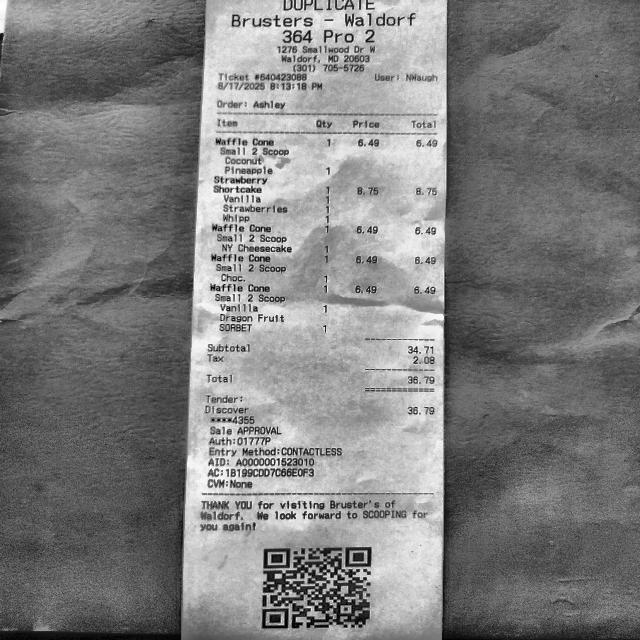 DUPLICATE
Brusters - Waldorf
364 Pro 2
1276 Smallwood Dr W
Waldorf, MD 20603
(301) 705-5726
Ticket #640423088 User: NWaugh
8/17/2025 8:13:18 PM
Order: Ashley
Item Qty Price Total
Waffle Cone 1 6.49 6.49
Small 2 Scoop
Coconut
Pineapple 1
Strawberry
Shortcake 1 8.75 8.75
Vanilla 1
Strawberries 1
Whipp 1
Waffle Cone 1 6.49 6.49
Small 2 Scoop
NY Cheesecake 1
Waffle Cone 1 6.49 6.49
Small 2 Scoop
Choc. 1
Waffle Cone 1 6.49 6.49
Small 2 Scoop
Vanilla 1
Dragon Fruit
SORBET 1
Subtotal 34.71
Tax 2.08
Total 36.79
Tender:
Discover 36.79
****4355
Sale APPROVAL
Auth:01777P
Entry Method:CONTACTLESS
AID: A0000001523010
AC:1B199CDD7C66E0F3
CVM:None
THANK YOU for visiting Bruster's of
Waldorf. We look forward to SCOOPING for
you again!